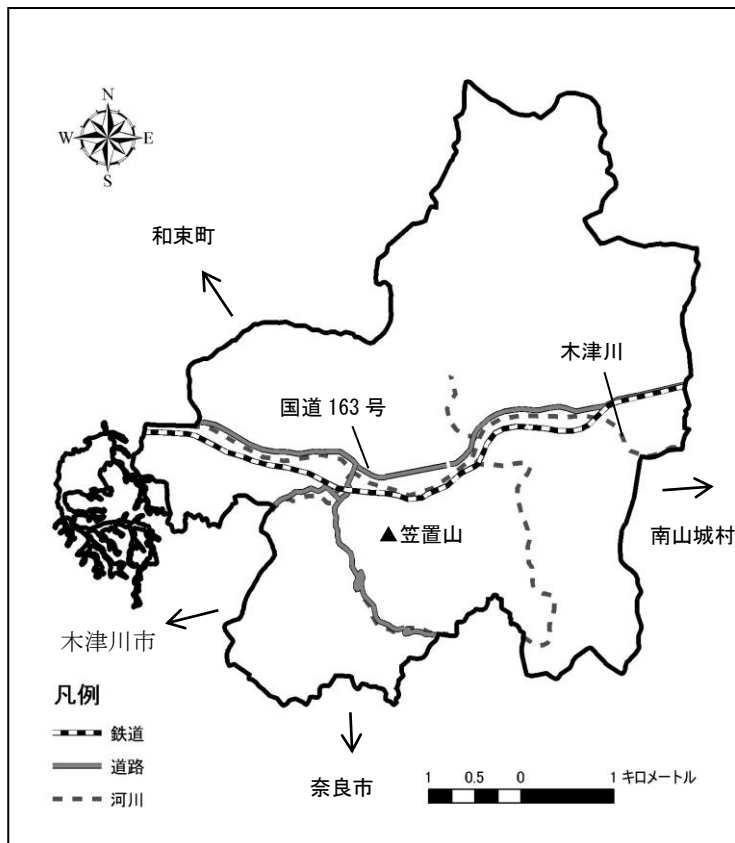 N
W
E
S
和束町
木津川
国道 163 号
▲笠置山
南山城村
木津川市
奈良市
凡例
鉄道
道路
河川
1 0.5 0 1 キロメートル